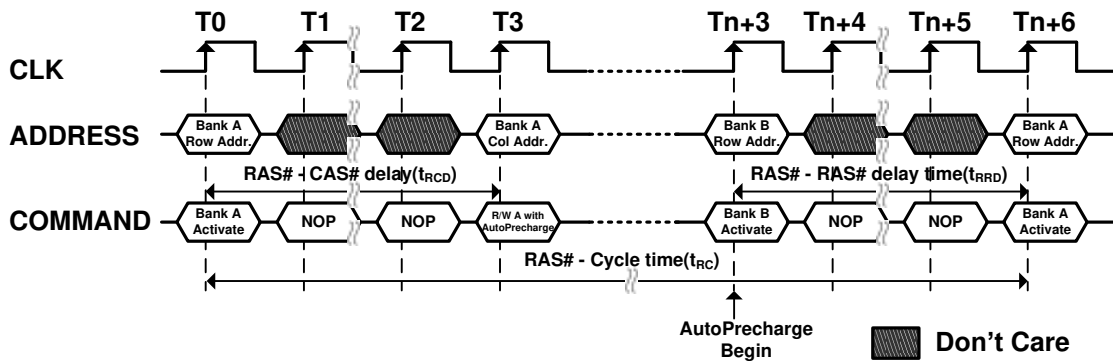 T0 T1 T2 T3 Tn+3 Tn+4 Tn+5 Tn+6
CLK
ADDRESS
Bank A
Row Addr.
Bank A
Col Addr.
Bank B
Row Addr.
Bank A
Row Addr.
RAS# - CAS# delay(tRCD)
RAS# - RAS# delay time(tRRD)
COMMAND
Bank A
Activate
NOP
NOP
R/W A with
AutoPrecharge
Bank B
Activate
NOP
NOP
Bank A
Activate
RAS# - Cycle time(tRC)
AutoPrecharge
Begin
Don't Care